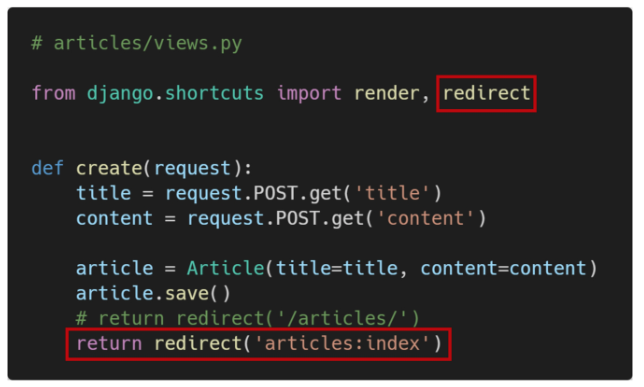 # articles/views.py
from django.shortcuts import render, redirect
def create(request):
    title = request.POST.get('title')
    content = request.POST.get('content')
    article = Article(title=title, content=content)
    article.save()
    # return redirect('/articles/')
    return redirect('articles:index')